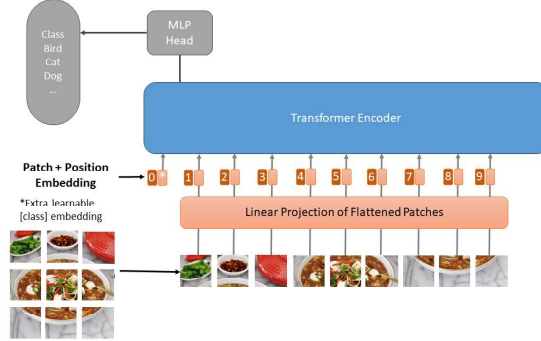 Class
Bird
Cat
Dog
...
MLP
Head
Transformer Encoder
Patch + Position
Embedding
0 * 1 2 3 4 5 6 7 8 9
*Extra learnable
[class] embedding
Linear Projection of Flattened Patches